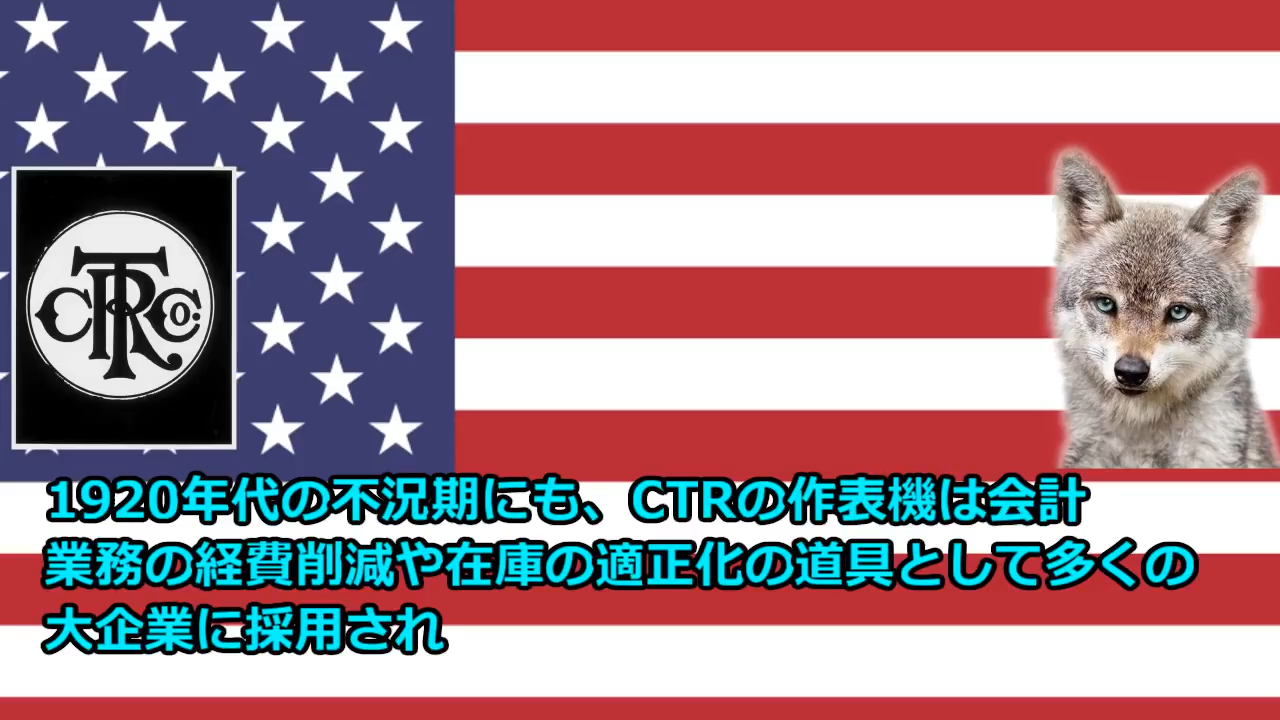 CTR CO:
1920年代の不況期にも、CTRの作表機は会計
業務の経費削減や在庫の適正化の道具として多くの
大企業に採用され